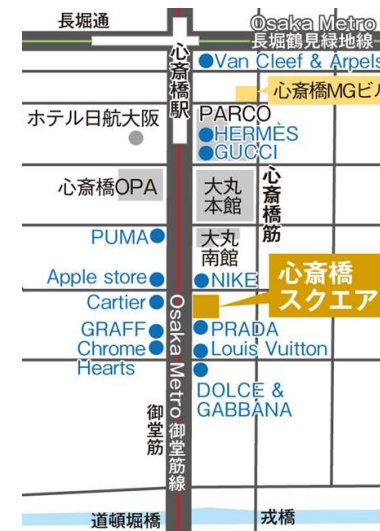 長堀通
Osaka Metro
長堀鶴見緑地線
心斎橋駅
Van Cleef & Arpels
心斎橋MGビル
ホテル日航大阪
PARCO
HERMÈS
GUCCI
心斎橋筋
心斎橋OPA
大丸
本館
PUMA
大丸
南館
Apple store
NIKE
心斎橋
スクエア
Cartier
Osaka Metro 御堂筋線
GRAFF
PRADA
Chrome
Hearts
Louis Vuitton
DOLCE &
GABBANA
御堂筋
道頓堀橋
戎橋